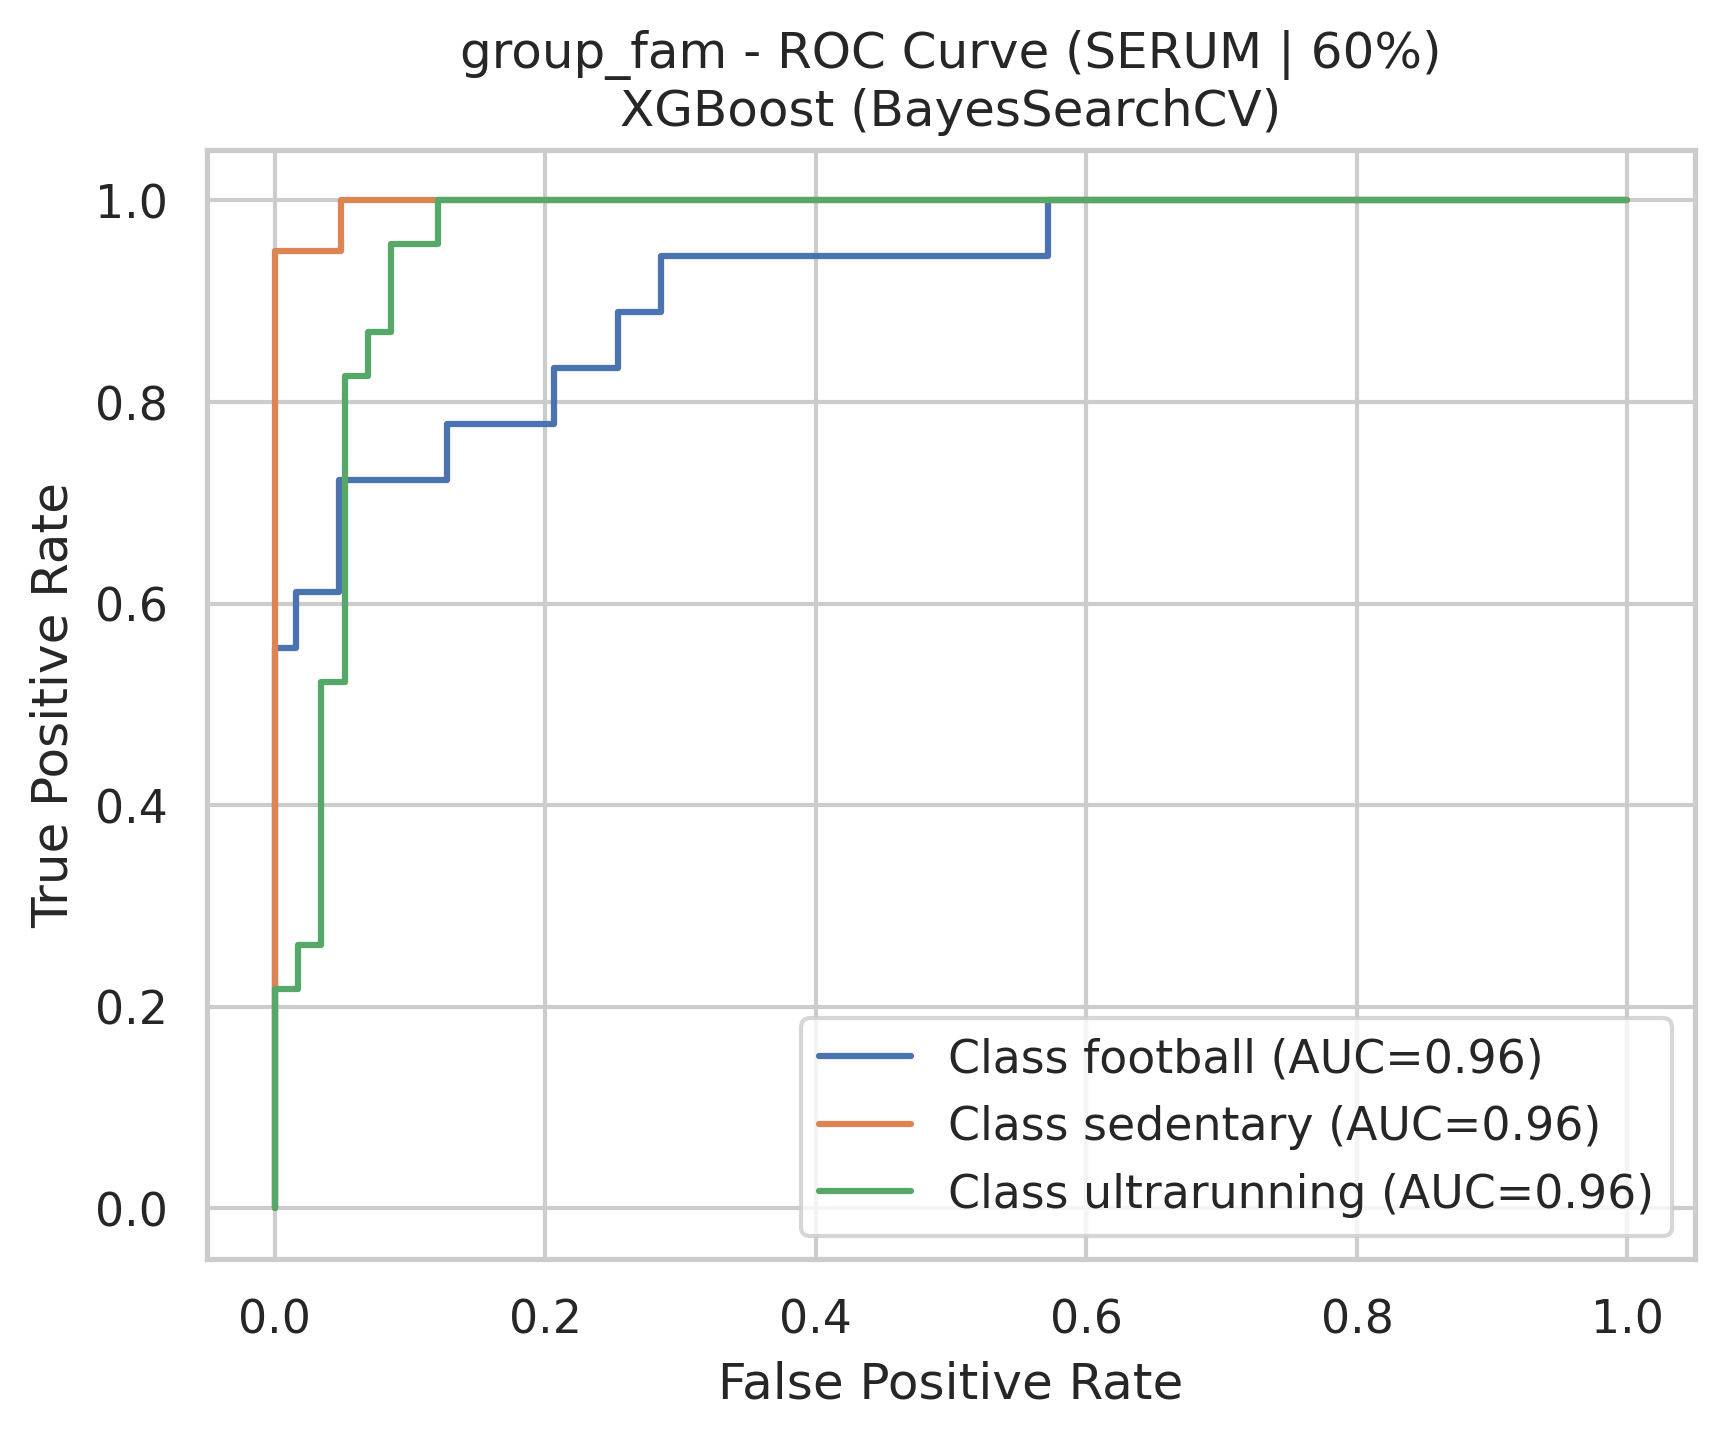 group_fam - ROC Curve (SERUM | 60%)
XGBoost (BayesSearchCV)
True Positive Rate
1.0
0.8
0.6
0.4
0.2
0.0
Class football (AUC=0.96)
Class sedentary (AUC=0.96)
Class ultrarunning (AUC=0.96)
0.0 0.2 0.4 0.6 0.8 1.0
False Positive Rate